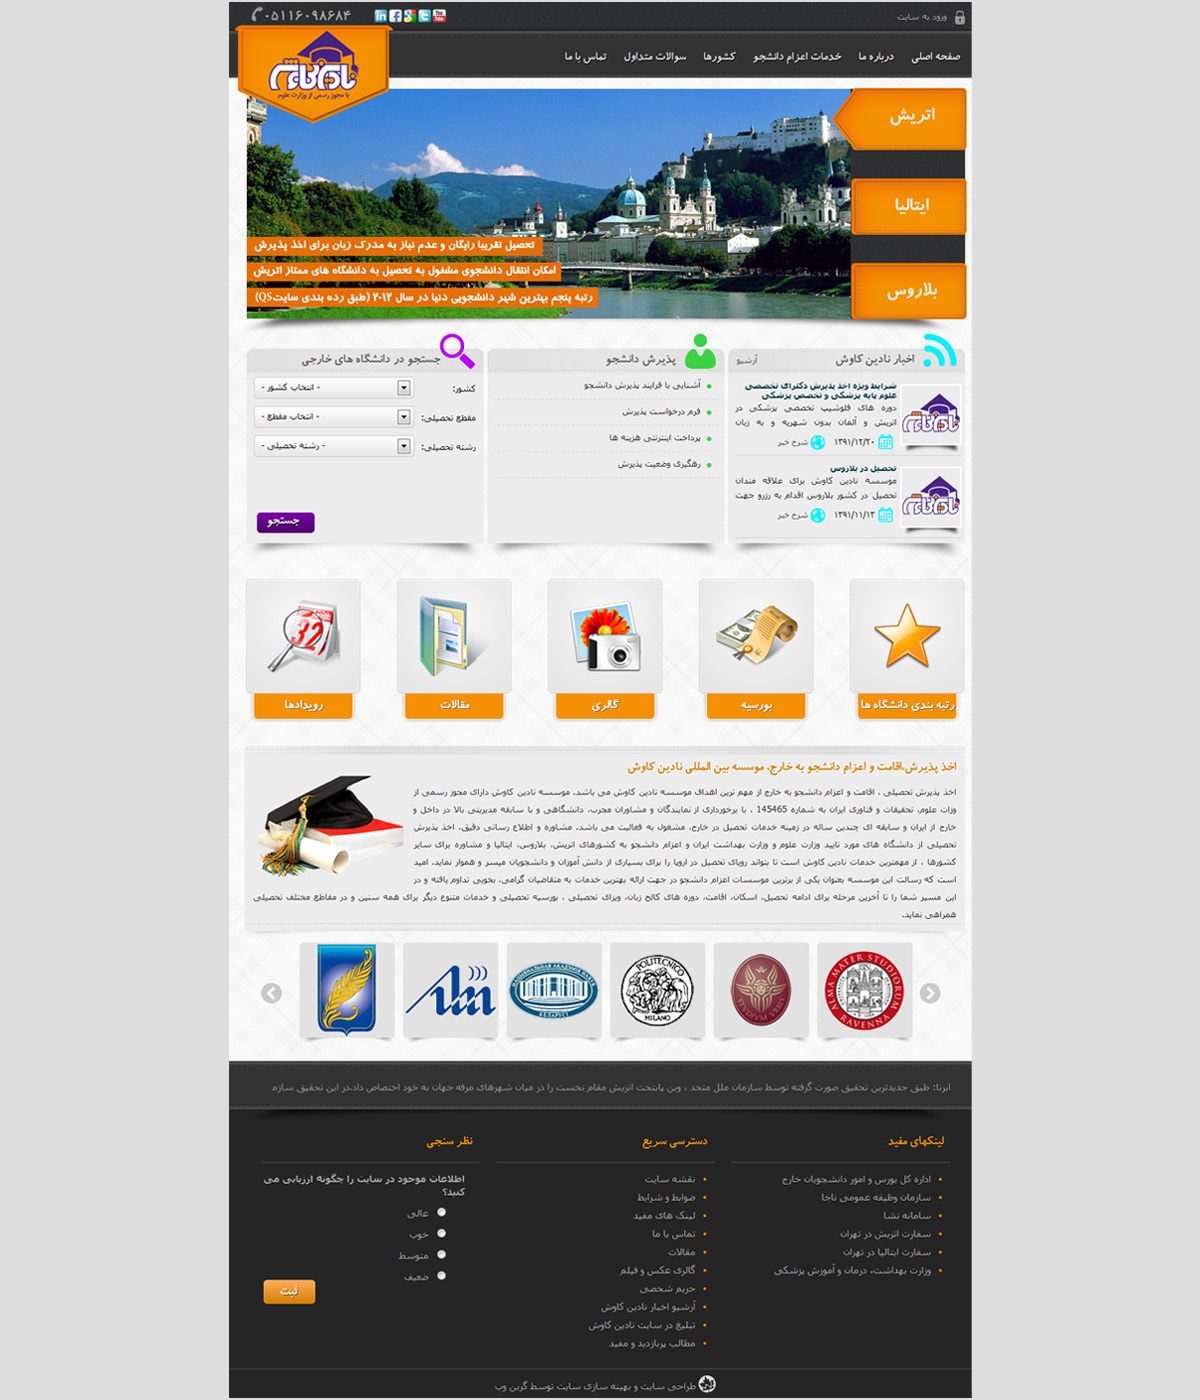 ورود به سایت
۰۵۱۱۶۰۹۸۶۸۴
صفحه اصلی
درباره ما
خدمات اعزام دانشجو
کشورها
سوالات متداول
تماس با ما
نادین کاوش
با مجوز رسمی از وزارت علوم
اتریش
ایتالیا
بلاروس
تحصیل تقریبا رایگان و عدم نیاز به مدرک زبان برای اخذ پذیرش
امکان انتقال دانشجوی مشغول به تحصیل به دانشگاه های ممتاز اتریش
رتبه پنجم بهترین شهر دانشجویی دنیا در سال ۲۰۱۲ (طبق رده بندی سایتQS)
اخبار نادین کاوش
آرشیو
شرایط ویژه اخذ پذیرش دکترای تخصصی
علوم پایه پزشکی و تخصص پزشکی
دوره های فلوشیپ تخصصی پزشکی در
اتریش و آلمان بدون شهریه و به زبان
۱۳۹۱/۱۲/۲۰
شرح خبر
تحصیل در بلاروس
موسسه نادین کاوش برای علاقه مندان
تحصیل در کشور بلاروس اقدام به رزرو جهت
۱۳۹۱/۱۱/۱۳
شرح خبر
پذیرش دانشجو
آشنایی با فرایند پذیرش دانشجو
فرم درخواست پذیرش
پرداخت اینترنتی هزینه ها
رهگیری وضعیت پذیرش
جستجو در دانشگاه های خارجی
کشور:
- انتخاب کشور -
مقطع تحصیلی:
- انتخاب مقطع -
رشته تحصیلی:
- رشته تحصیلی -
جستجو
رتبه بندی دانشگاه ها
بورسیه
گالری
مقالات
رویدادها
اخذ پذیرش،اقامت و اعزام دانشجو به خارج، موسسه بین المللی نادین کاوش
اخذ پذیرش تحصیلی ، اقامت و اعزام دانشجو به خارج از مهم ترین اهداف موسسه نادین کاوش می باشد. موسسه نادین کاوش دارای مجوز رسمی از
وزات علوم، تحقیقات و فناوری ایران به شماره 145465 ، با برخورداری از نمایندگان و مشاوران مجرب، دانشگاهی و با سابقه مدیریتی بالا در داخل و
خارج از ایران و سابقه ای چندین ساله در زمینه خدمات تحصیل در خارج، مشغول به فعالیت می باشد. مشاوره و اطلاع رسانی دقیق، اخذ پذیرش
تحصیلی از دانشگاه های مورد تایید وزارت علوم و وزارت بهداشت ایران و اعزام دانشجو به کشورهای اتریش، بلاروس، ایتالیا و مشاوره برای سایر
کشورها ، از مهمترین خدمات نادین کاوش است تا بتواند رویای تحصیل در اروپا را برای بسیاری از دانش آموزان و دانشجویان میسر و هموار نماید. امید
است که رسالت این موسسه بعنوان یکی از برترین موسسات اعزام دانشجو در جهت ارائه بهترین خدمات به متقاضیان گرامی، بخوبی تداوم یافته و در
این مسیر شما را تا آخرین مرحله برای ادامه تحصیل، اسکان، اقامت، دوره های کالج زبان، ویزای تحصیلی ، بورسیه تحصیلی و خدمات متنوع دیگر برای همه سنین و در مقاطع مختلف تحصیلی
همراهی نماید.
ALMA MATER STUDIORUM
RAVENNA
STVDIVM VRBIS
POLITECNICO
MILANO
НАЦИОНАЛЬНАЯ АКАДЕМИЯ НАУК
БЕЛАРУСІ
ایرنا: طبق جدیدترین تحقیق صورت گرفته توسط سازمان ملل متحد ، وین پایتخت اتریش مقام نخست را در میان شهرهای مرفه جهان به خود اختصاص داد.در این تحقیق سازه
لینکهای مفید
اداره کل بورس و امور دانشجویان خارج
سازمان وظیفه عمومی ناجا
سامانه نشا
سفارت اتریش در تهران
سفارت ایتالیا در تهران
وزارت بهداشت، درمان و آموزش پزشکی
دسترسی سریع
نقشه سایت
ضوابط و شرایط
لینک های مفید
تماس با ما
مقالات
گالری عکس و فیلم
حریم شخصی
آرشیو اخبار نادین کاوش
تبلیغ در سایت نادین کاوش
مطالب پربازدید و مفید
نظر سنجی
اطلاعات موجود در سایت را چگونه ارزیابی می
کنید؟
عالی
خوب
متوسط
ضعیف
ثبت
طراحی سایت و بهینه سازی سایت توسط گرین وب